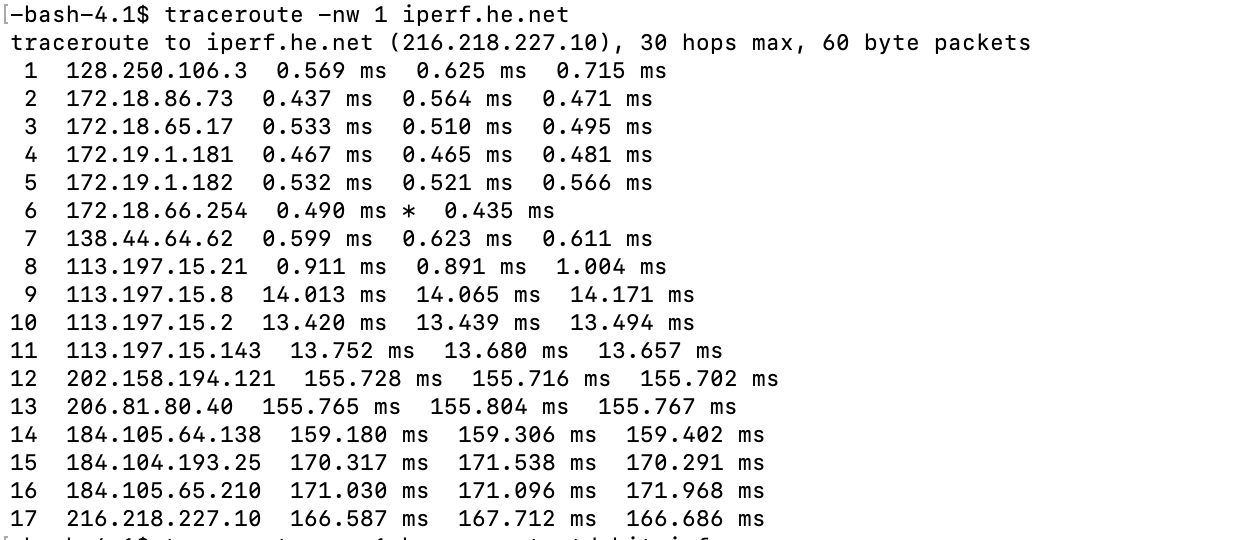 [-bash-4.1$ traceroute -nw 1 iperf.he.net
traceroute to iperf.he.net (216.218.227.10), 30 hops max, 60 byte packets
1 128.250.106.3 0.569 ms 0.625 ms 0.715 ms
2 172.18.86.73 0.437 ms 0.564 ms 0.471 ms
3 172.18.65.17 0.533 ms 0.510 ms 0.495 ms
4 172.19.1.181 0.467 ms 0.465 ms 0.481 ms
5 172.19.1.182 0.532 ms 0.521 ms 0.566 ms
6 172.18.66.254 0.490 ms * 0.435 ms
7 138.44.64.62 0.599 ms 0.623 ms 0.611 ms
8 113.197.15.21 0.911 ms 0.891 ms 1.004 ms
9 113.197.15.8 14.013 ms 14.065 ms 14.171 ms
10 113.197.15.2 13.420 ms 13.439 ms 13.494 ms
11 113.197.15.143 13.752 ms 13.680 ms 13.657 ms
12 202.158.194.121 155.728 ms 155.716 ms 155.702 ms
13 206.81.80.40 155.765 ms 155.804 ms 155.767 ms
14 184.105.64.138 159.180 ms 159.306 ms 159.402 ms
15 184.104.193.25 170.317 ms 171.538 ms 170.291 ms
16 184.105.65.210 171.030 ms 171.096 ms 171.968 ms
17 216.218.227.10 166.587 ms 167.712 ms 166.686 ms